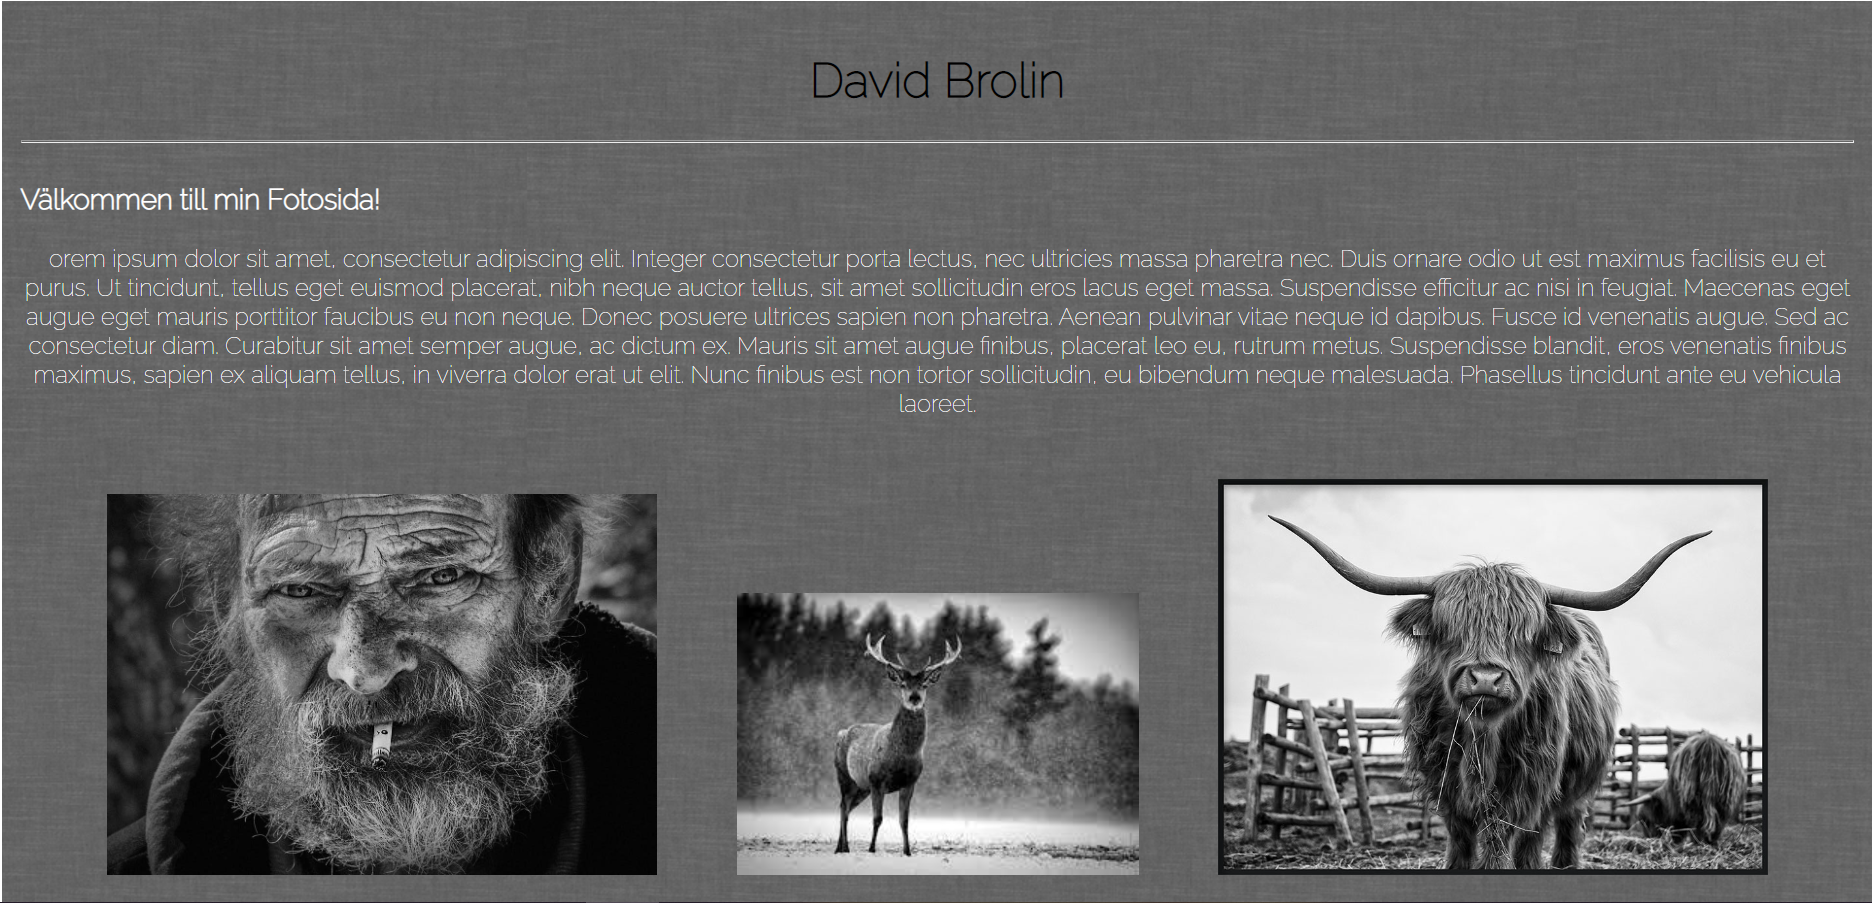 David Brolin
Välkommen till min Fotosida!
orem ipsum dolor sit amet, consectetur adipiscing elit. Integer consectetur porta lectus, nec ultricies massa pharetra nec. Duis ornare odio ut est maximus facilisis eu et
purus. Ut tincidunt, tellus eget euismod placerat, nibh neque auctor tellus, sit amet sollicitudin eros lacus eget massa. Suspendisse efficitur ac nisi in feugiat. Maecenas eget
augue eget mauris porttitor faucibus eu non neque. Donec posuere ultrices sapien non pharetra. Aenean pulvinar vitae neque id dapibus. Fusce id venenatis augue. Sed ac
consectetur diam. Curabitur sit amet semper augue, ac dictum ex. Mauris sit amet augue finibus, placerat leo eu, rutrum metus. Suspendisse blandit, eros venenatis finibus
maximus, sapien ex aliquam tellus, in viverra dolor erat ut elit. Nunc finibus est non tortor sollicitudin, eu bibendum neque malesuada. Phasellus tincidunt ante eu vehicula
laoreet.